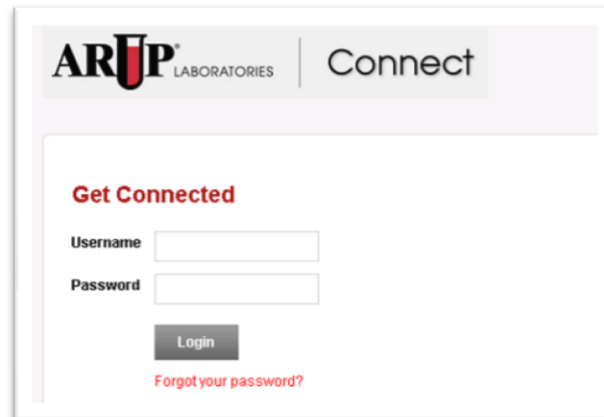 ARUP® LABORATORIES Connect
Get Connected
Username
Password
Login
Forgot your password?